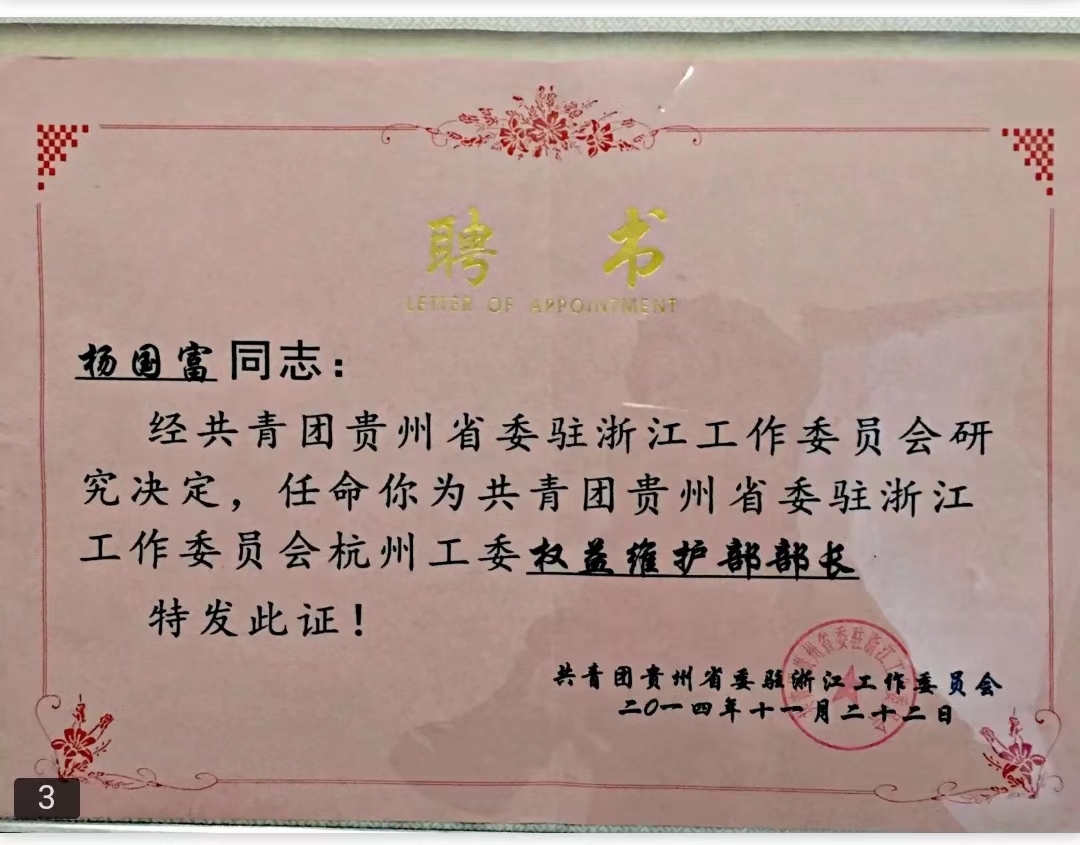 聘书
LETTER OF APPOINTMENT
杨国富同志：
经共青团贵州省委驻浙江工作委员会研
究决定，任命你为共青团贵州省委驻浙江
工作委员会杭州工委权益维护部部长
特发此证！
共青团贵州省委驻浙江工作委员会
二〇一四年十一月二十二日
3